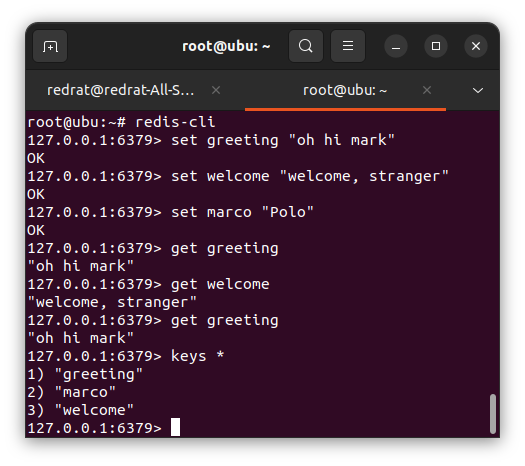 root@ubu: ~
redrat@redrat-All-S...
root@ubu: ~
root@ubu:~# redis-cli
127.0.0.1:6379> set greeting "oh hi mark"
OK
127.0.0.1:6379> set welcome "welcome, stranger"
OK
127.0.0.1:6379> set marco "Polo"
OK
127.0.0.1:6379> get greeting
"oh hi mark"
127.0.0.1:6379> get welcome
"welcome, stranger"
127.0.0.1:6379> get greeting
"oh hi mark"
127.0.0.1:6379> keys *
1) "greeting"
2) "marco"
3) "welcome"
127.0.0.1:6379>